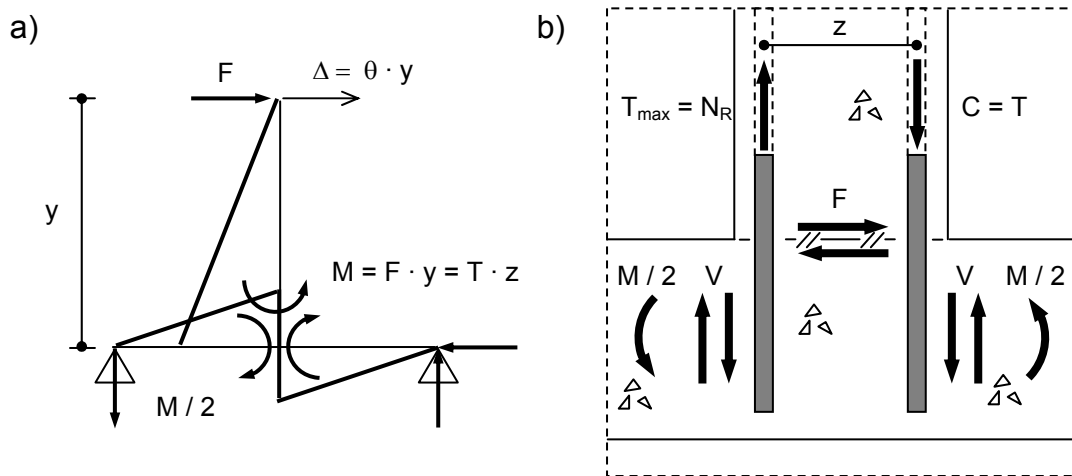 a)
F
Δ = θ · y
y
M = F · y = T · z
M / 2
b)
z
T_max = N_R
C = T
F
M / 2 V
V M / 2